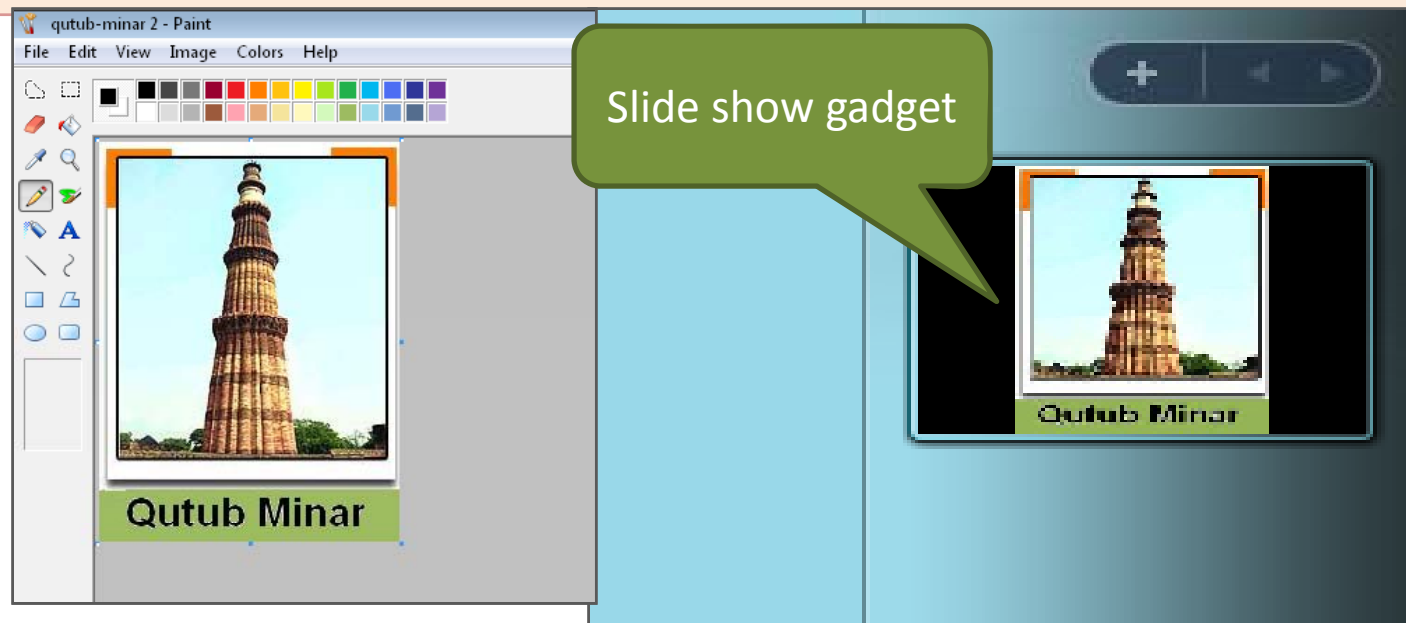 qutub-minar 2 - Paint
File Edit View Image Colors Help
A
Qutub Minar
Slide show gadget
Qutub Minar